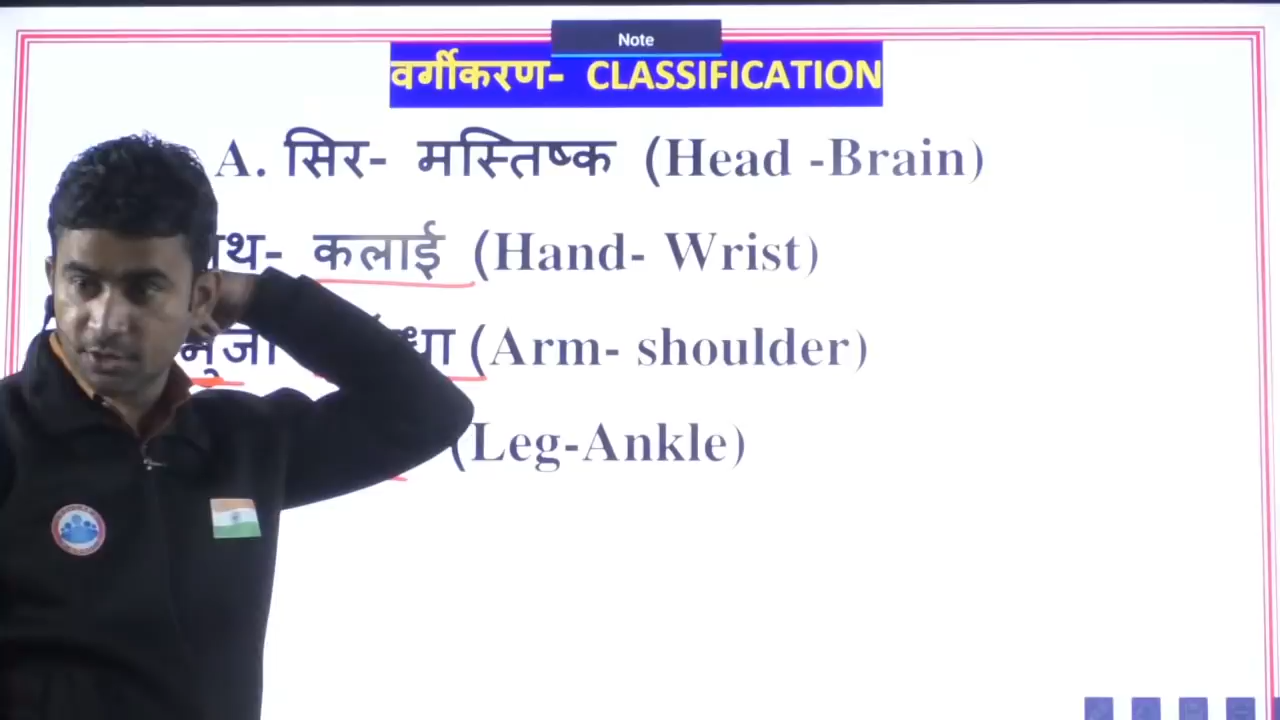 Note
वर्गीकरण- CLASSIFICATION
A. सिर- मस्तिष्क (Head -Brain)
कलाई (Hand- Wrist)
(Arm- shoulder)
(Leg-Ankle)